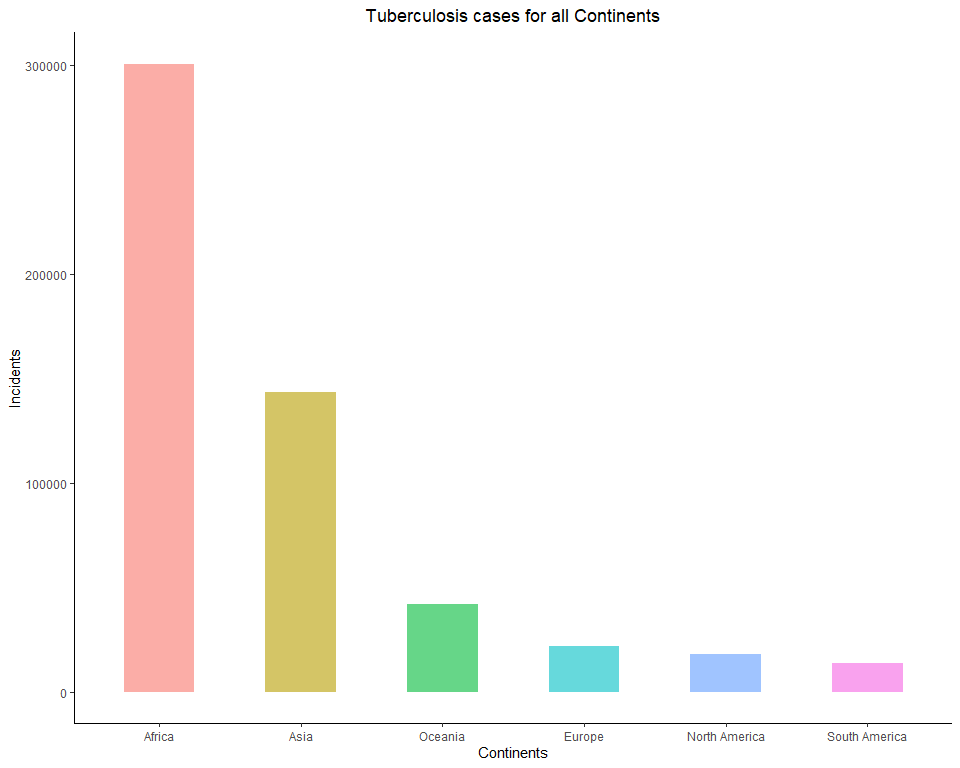 Tuberculosis cases for all Continents
300000
200000
100000
0
Incidents
Africa
Asia
Oceania
Europe
North America
South America
Continents